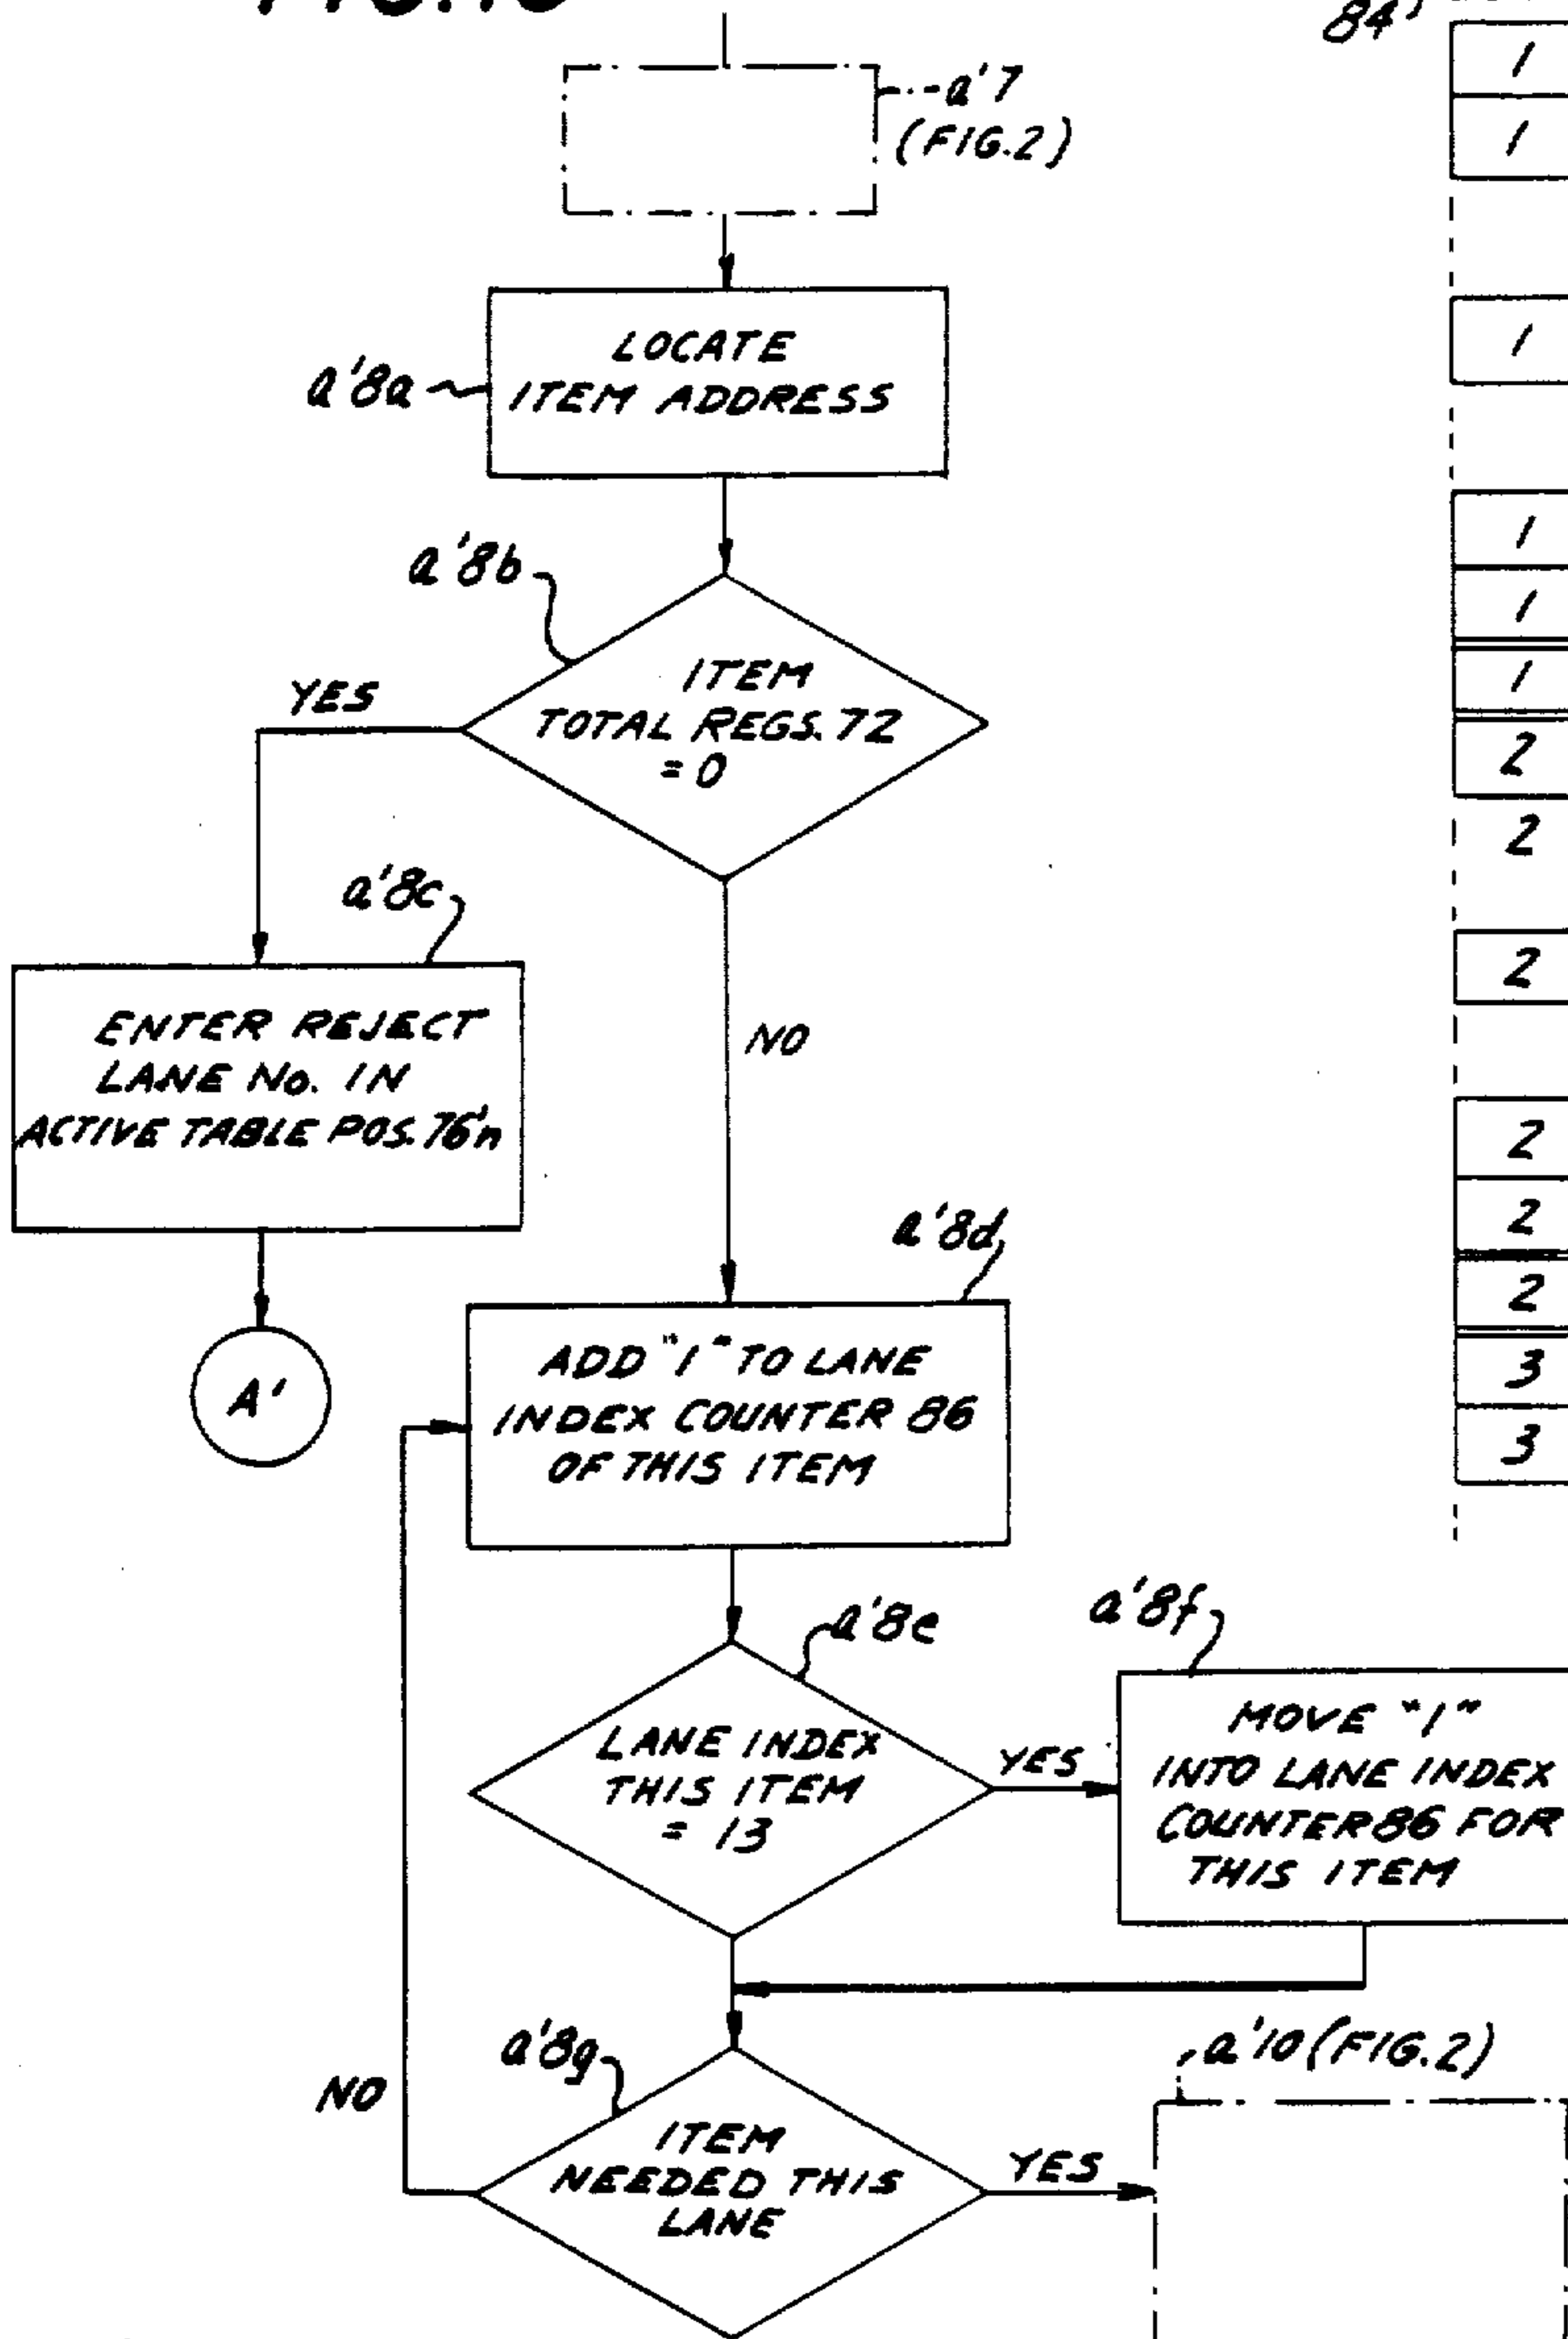 84'
a'7
(FIG.2)
LOCATE
ITEM ADDRESS
a'8a
a'8b
ITEM
TOTAL REGS. 72
= 0
YES
NO
a'8c
ENTER REJECT
LANE No. IN
ACTIVE TABLE POS. 76'n
A'
a'8d
ADD "1" TO LANE
INDEX COUNTER 86
OF THIS ITEM
a'8e
LANE INDEX
THIS ITEM
= 13
YES
a'8f
MOVE "1"
INTO LANE INDEX
COUNTER 86 FOR
THIS ITEM
a'8g
ITEM
NEEDED THIS
LANE
NO
YES
a'10 (FIG.2)
1
1
1
1
1
1
2
2
2
2
2
2
3
3